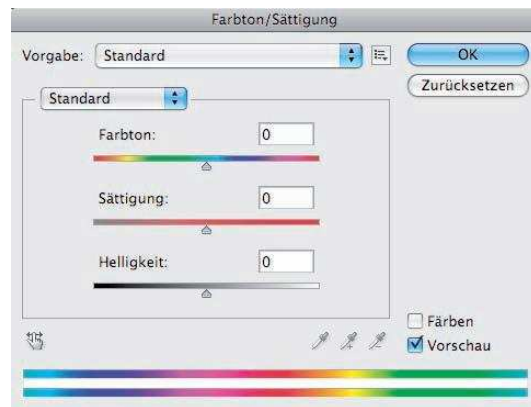 Farbton/Sättigung
Vorgabe: Standard
OK
Zurücksetzen
Standard
Farbton: 0
Sättigung: 0
Helligkeit: 0
Färben
Vorschau